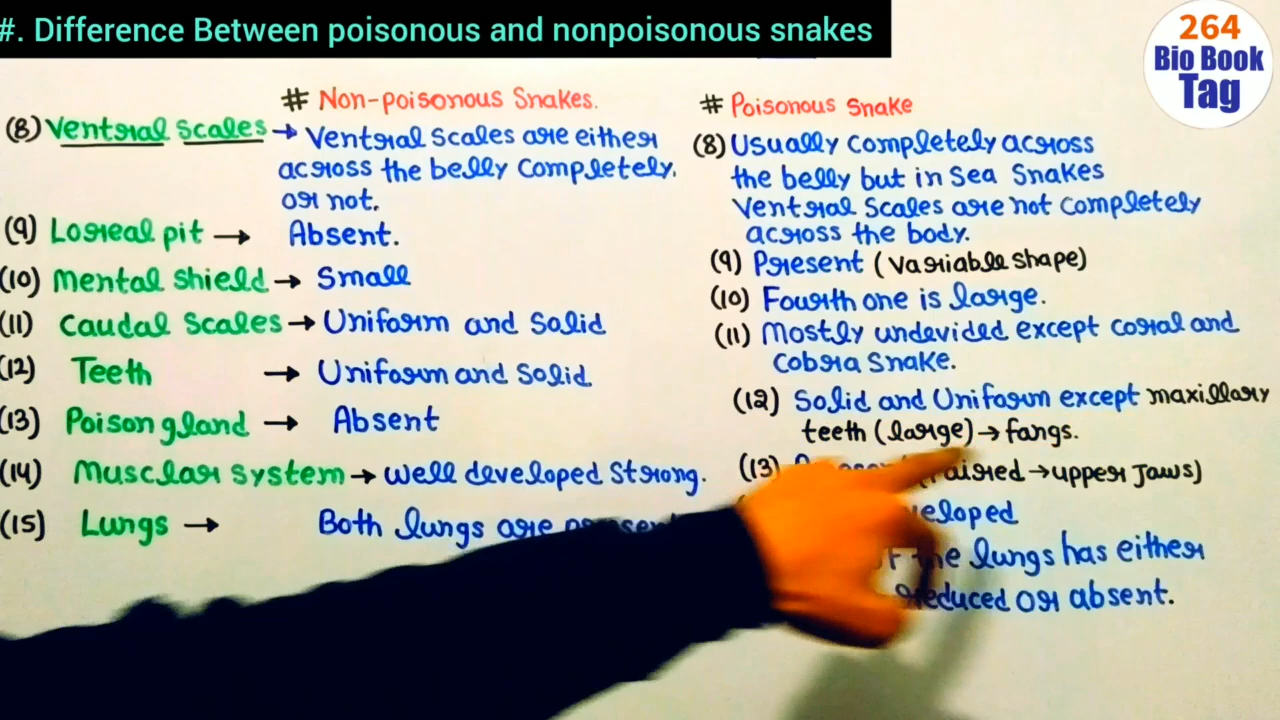 #. Difference Between poisonous and nonpoisonous snakes
264
Bio Book
Tag
# Non-poisonous Snakes.
(8) Ventral Scales → Ventral Scales are either
across the belly Completely.
or not.
(9) Loreal pit → Absent.
(10) Mental shield → Small
(11) Caudal Scales → Uniform and Solid
(12) Teeth → Uniform and Solid
(13) Poison gland → Absent
(14) Musclar system → well developed Strong.
(15) Lungs → Both lungs are
# Poisonous Snake
(8) Usually Completely across
the belly but in Sea Snakes
Ventral Scales are not Completely
across the body.
(9) Present (Variable shape)
(10) Fourth one is large.
(11) Mostly undevided except coral and
cobra Snake.
(12) Solid and Uniform except maxillary
teeth (large) → fangs.
(13) → upper Jaws)
the lungs has either
reduced or absent.